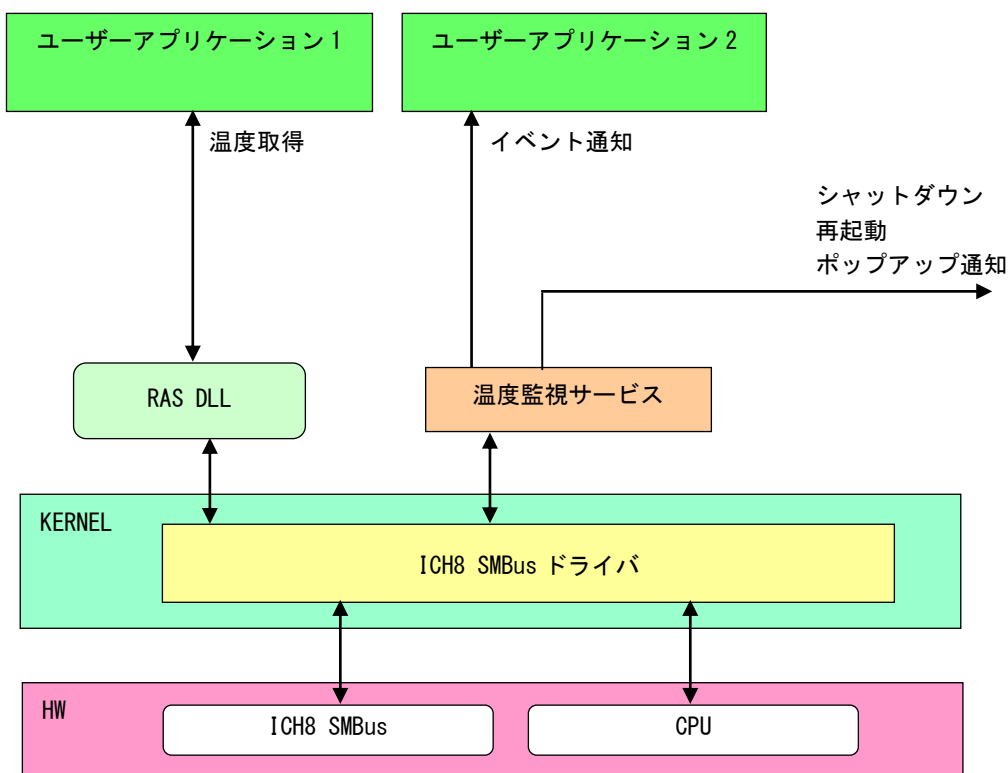 ユーザーアプリケーション1
ユーザーアプリケーション2
温度取得
イベント通知
シャットダウン
再起動
ポップアップ通知
RAS DLL
温度監視サービス
KERNEL
ICH8 SMBus ドライバ
HW
ICH8 SMBus
CPU